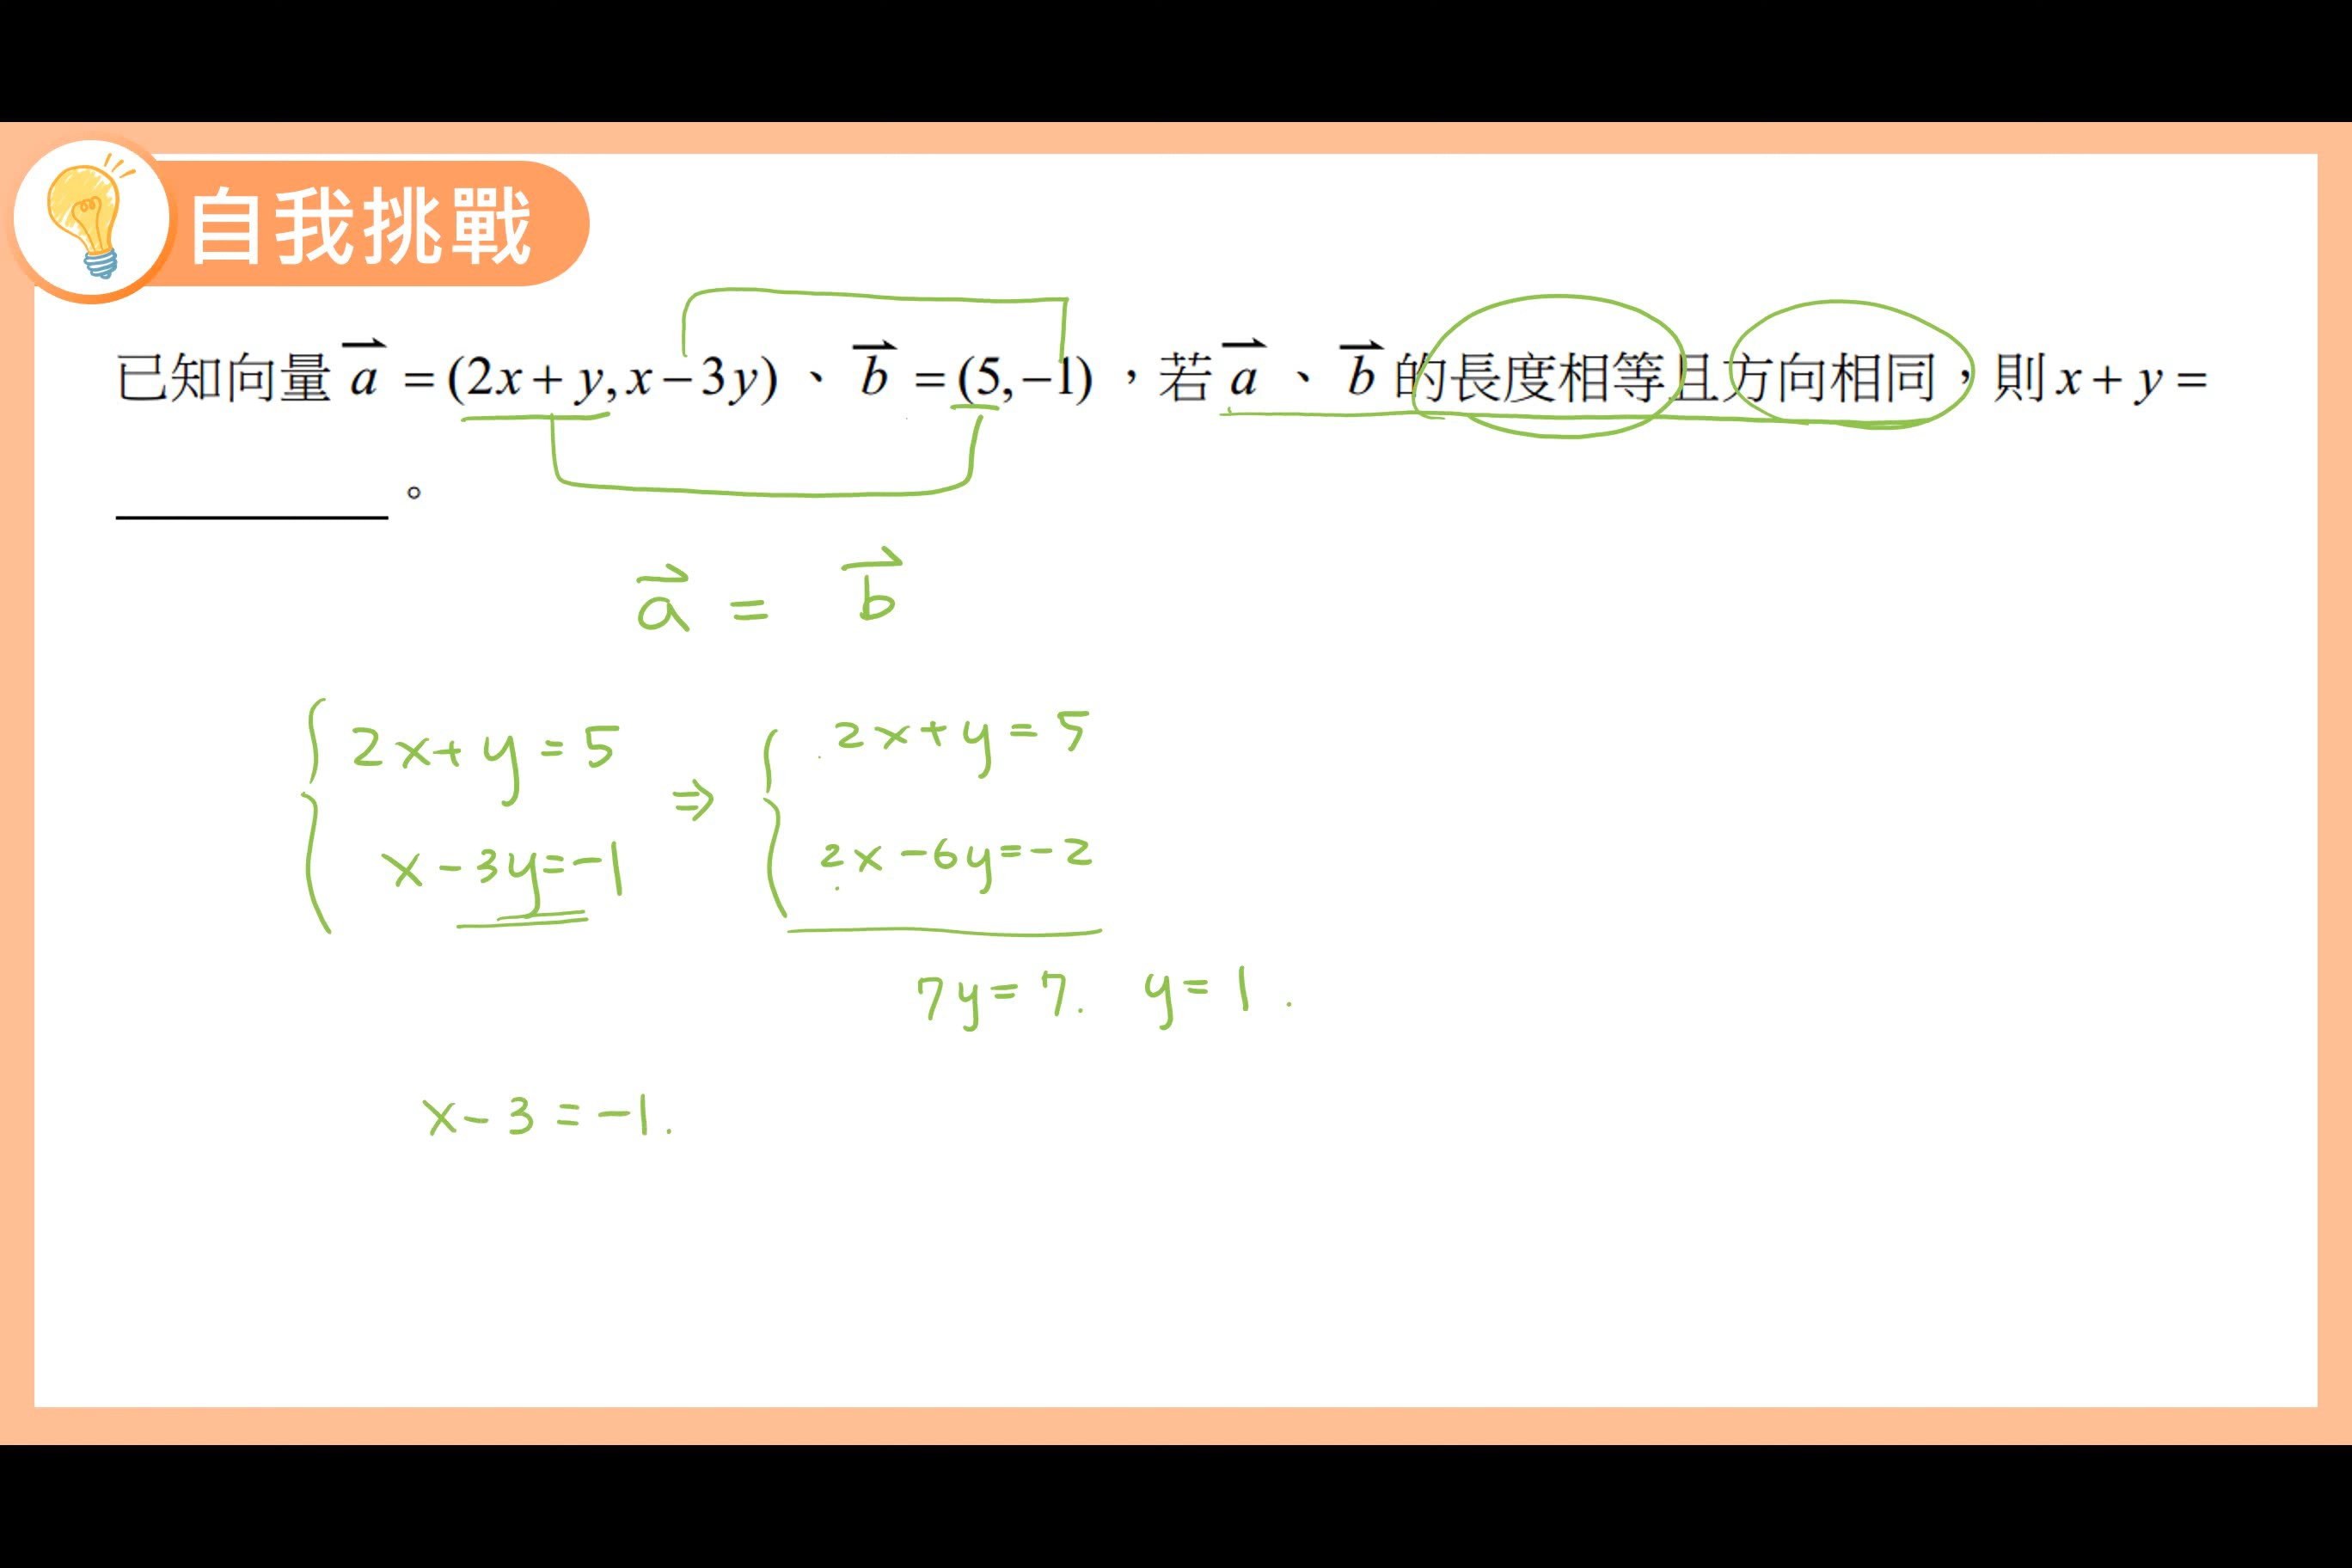 自我挑戰
已知向量 a = (2x + y, x − 3y) 、 b = (5, −1) ，若 a 、 b 的長度相等且方向相同，則 x + y =
____________ 。
a = b
2x + y = 5 ⇒ 2x + y = 5
x − 3y = −1 2x − 6y = −2
7y = 7. y = 1 .
x − 3 = −1 .